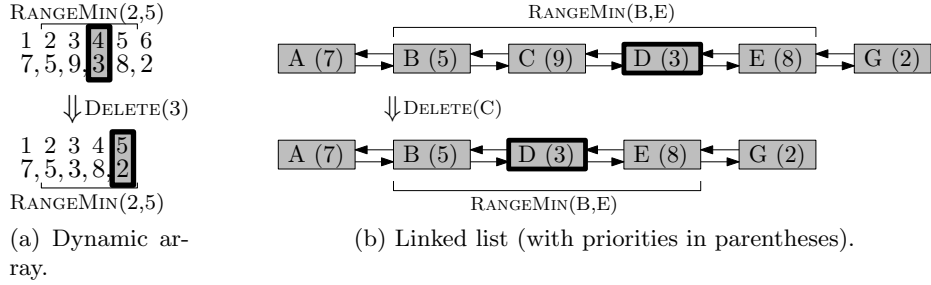 RANGEMIN(2,5)
1 2 3 4 5 6
7,5,9,3,8,2
⇓DELETE(3)
1 2 3 4 5
7,5,3,8,2
RANGEMIN(2,5)
(a) Dynamic ar-
ray.
RANGEMIN(B,E)
A (7) B (5) C (9) D (3) E (8) G (2)
⇓DELETE(C)
A (7) B (5) D (3) E (8) G (2)
RANGEMIN(B,E)
(b) Linked list (with priorities in parentheses).